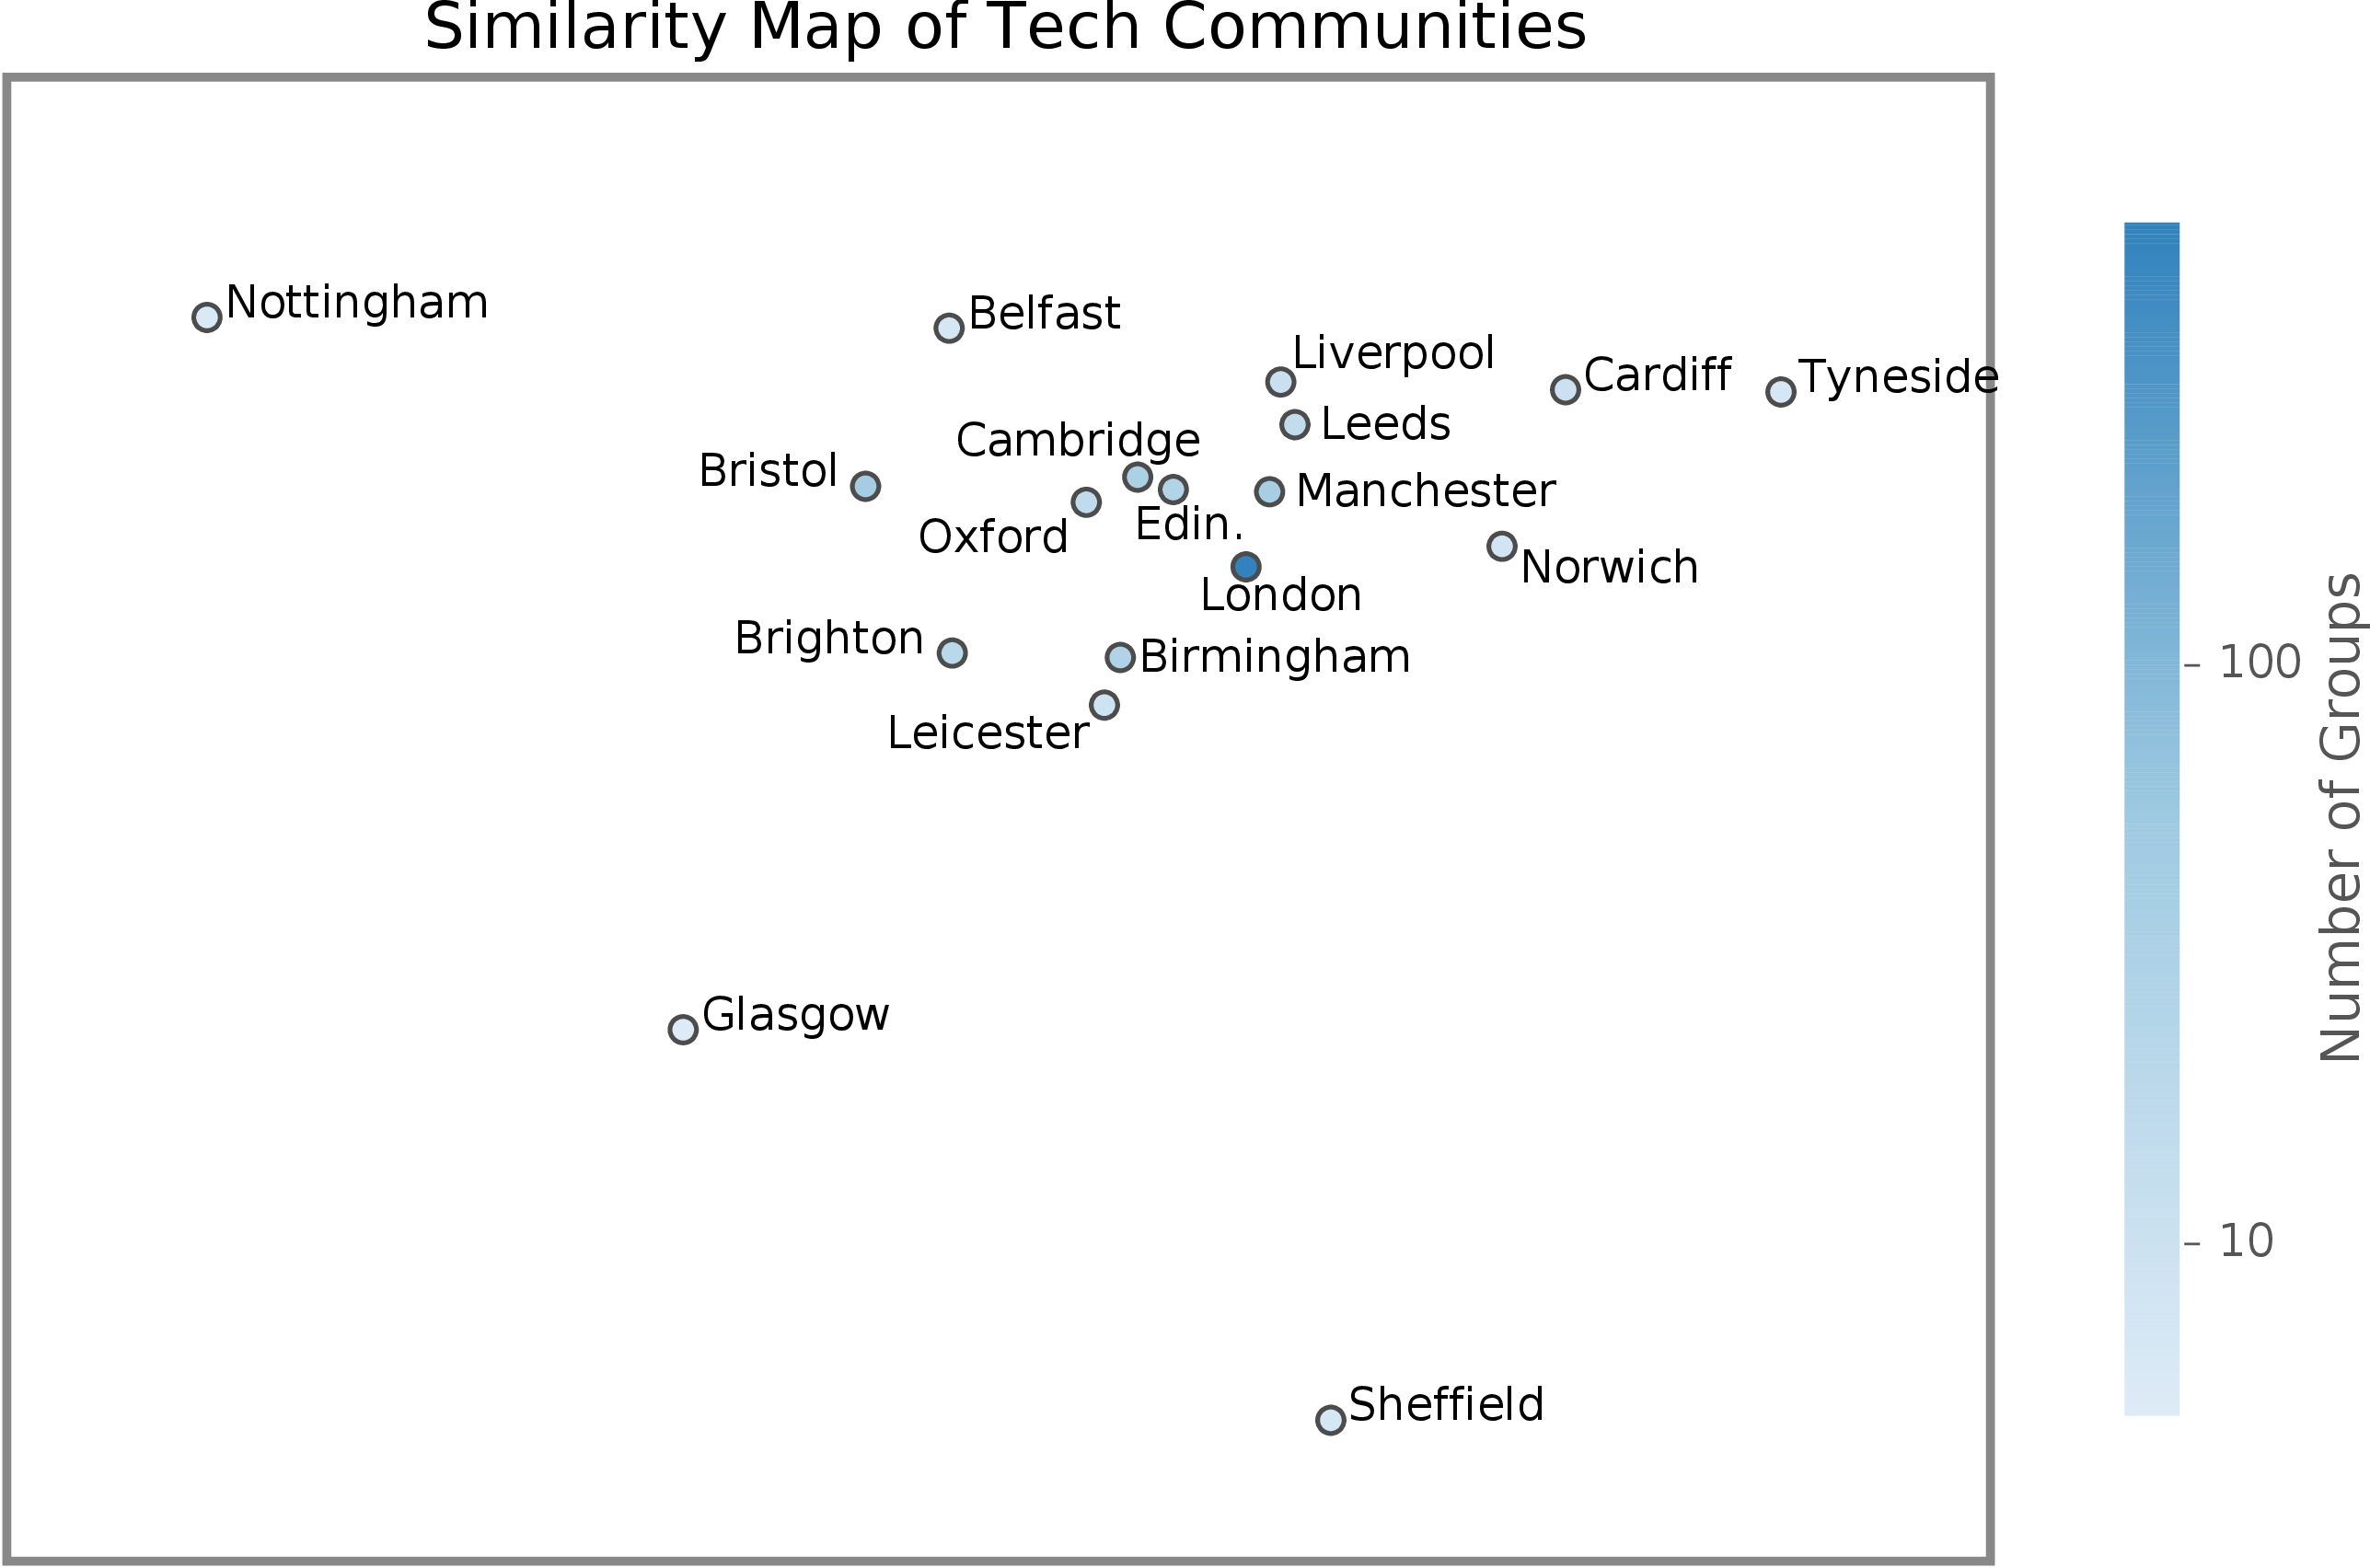 Similarity Map of Tech Communities
Nottingham
Belfast
Liverpool
Cardiff
Tyneside
Leeds
Cambridge
Bristol
Manchester
Edin.
Oxford
Norwich
London
Brighton
Birmingham
Leicester
Glasgow
Sheffield
100
10
Number of Groups